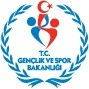 T.C.
GENÇLİK VE SPOR
BAKANLIĞI